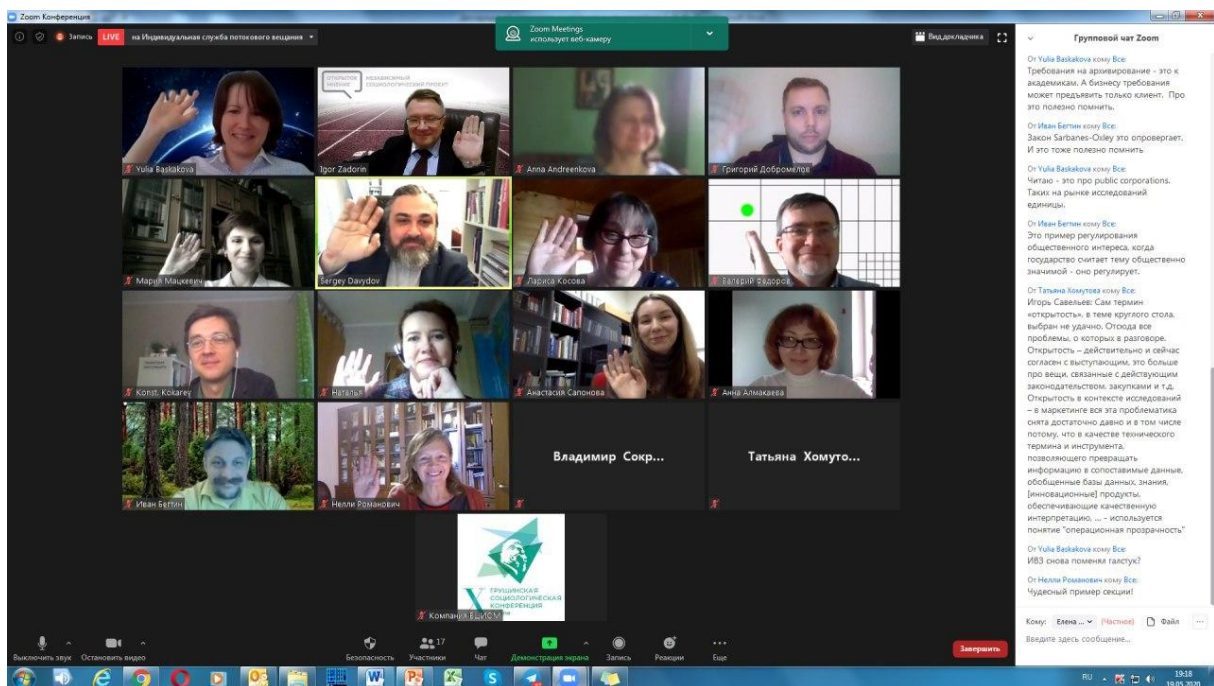 Zoom Конференция
Запись
LIVE
на Индивидуальная служба потокового вещания
Zoom Meetings
использует веб-камеру
Вид докладчика
ОТКРЫТОЕ МНЕНИЕ
НЕЗАВИСИМЫЙ СОЦИОЛОГИЧЕСКИЙ ПРОЕКТ
Yulia Baskakova
Igor Zadorin
Anna Andreenkova
Григорий Добромелов
Мария Мацкевич
Sergey Davydov
Лариса Косова
Валерий Федоров
Konst. Kokarev
Наталья
Анастасия Сапонова
Анна Алмакаева
Иван Бегтин
Нелли Романович
Владимир Сокр...
Татьяна Хомуто...
X
ГРУШИНСКАЯ
СОЦИОЛОГИЧЕСКАЯ
КОНФЕРЕНЦИЯ
Компания ВЦИОМ
Групповой чат Zoom
От Yulia Baskakova кому Все:
Требования на архивирование - это к
академикам. А бизнесу требования
может предъявить только клиент. Про
это полезно помнить.
От Иван Бегтин кому Все:
Закон Sarbanes-Oxley это опровергает.
И это тоже полезно помнить
От Yulia Baskakova кому Все:
Читаю - это про public corporations.
Таких на рынке исследований
единицы.
От Иван Бегтин кому Все:
Это пример регулирования
общественного интереса, когда
государство считает тему общественно
значимой - оно регулирует.
От Татьяна Хомутова кому Все:
Игорь Савельев: Сам термин
«открытость», в теме круглого стола,
выбран не удачно. Отсюда все
проблемы, о которых в разговоре.
Открытость – действительно и сейчас
согласен с выступающим, это больше
про вещи, связанные с действующим
законодательством, закупками и т.д.
Открытость в контексте исследований
– в маркетинге вся эта проблематика
снята достаточно давно и в том числе
потому, что в качестве технического
термина и инструмента,
позволяющего превращать
информацию в сопоставимые данные,
обобщенные базы данных, знания,
[инновационные] продукты,
обеспечивающие качественную
интерпретацию, ... - используется
понятие "операционная прозрачность"
От Yulia Baskakova кому Все:
ИВЗ снова поменял галстук?
От Нелли Романович кому Все:
Чудесный пример секции!
Кому: Елена ... (Частное) Файл ...
Введите здесь сообщение...
Выключить звук
Остановить видео
Безопасность
17
Участники
Чат
Демонстрация экрана
Запись
Реакции
Еще
Завершить
RU
19:18
19.05.2020